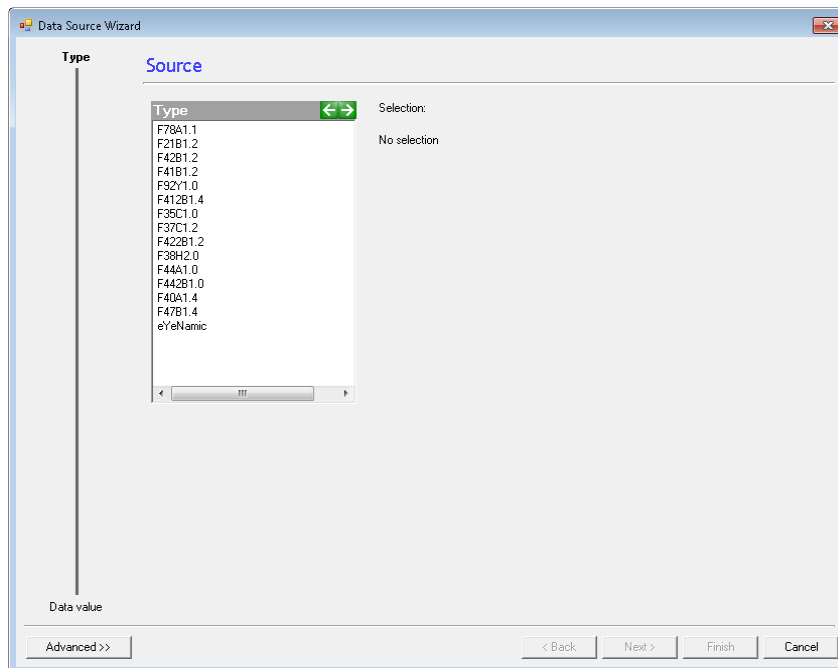 Data Source Wizard
Type
Source
Type
Selection:
F78A1.1
No selection
F21B1.2
F42B1.2
F41B1.2
F92Y1.0
F412B1.4
F35C1.0
F37C1.2
F422B1.2
F38H2.0
F44A1.0
F442B1.0
F40A1.4
F47B1.4
eYeNamic
Data value
Advanced >>
< Back
Next >
Finish
Cancel